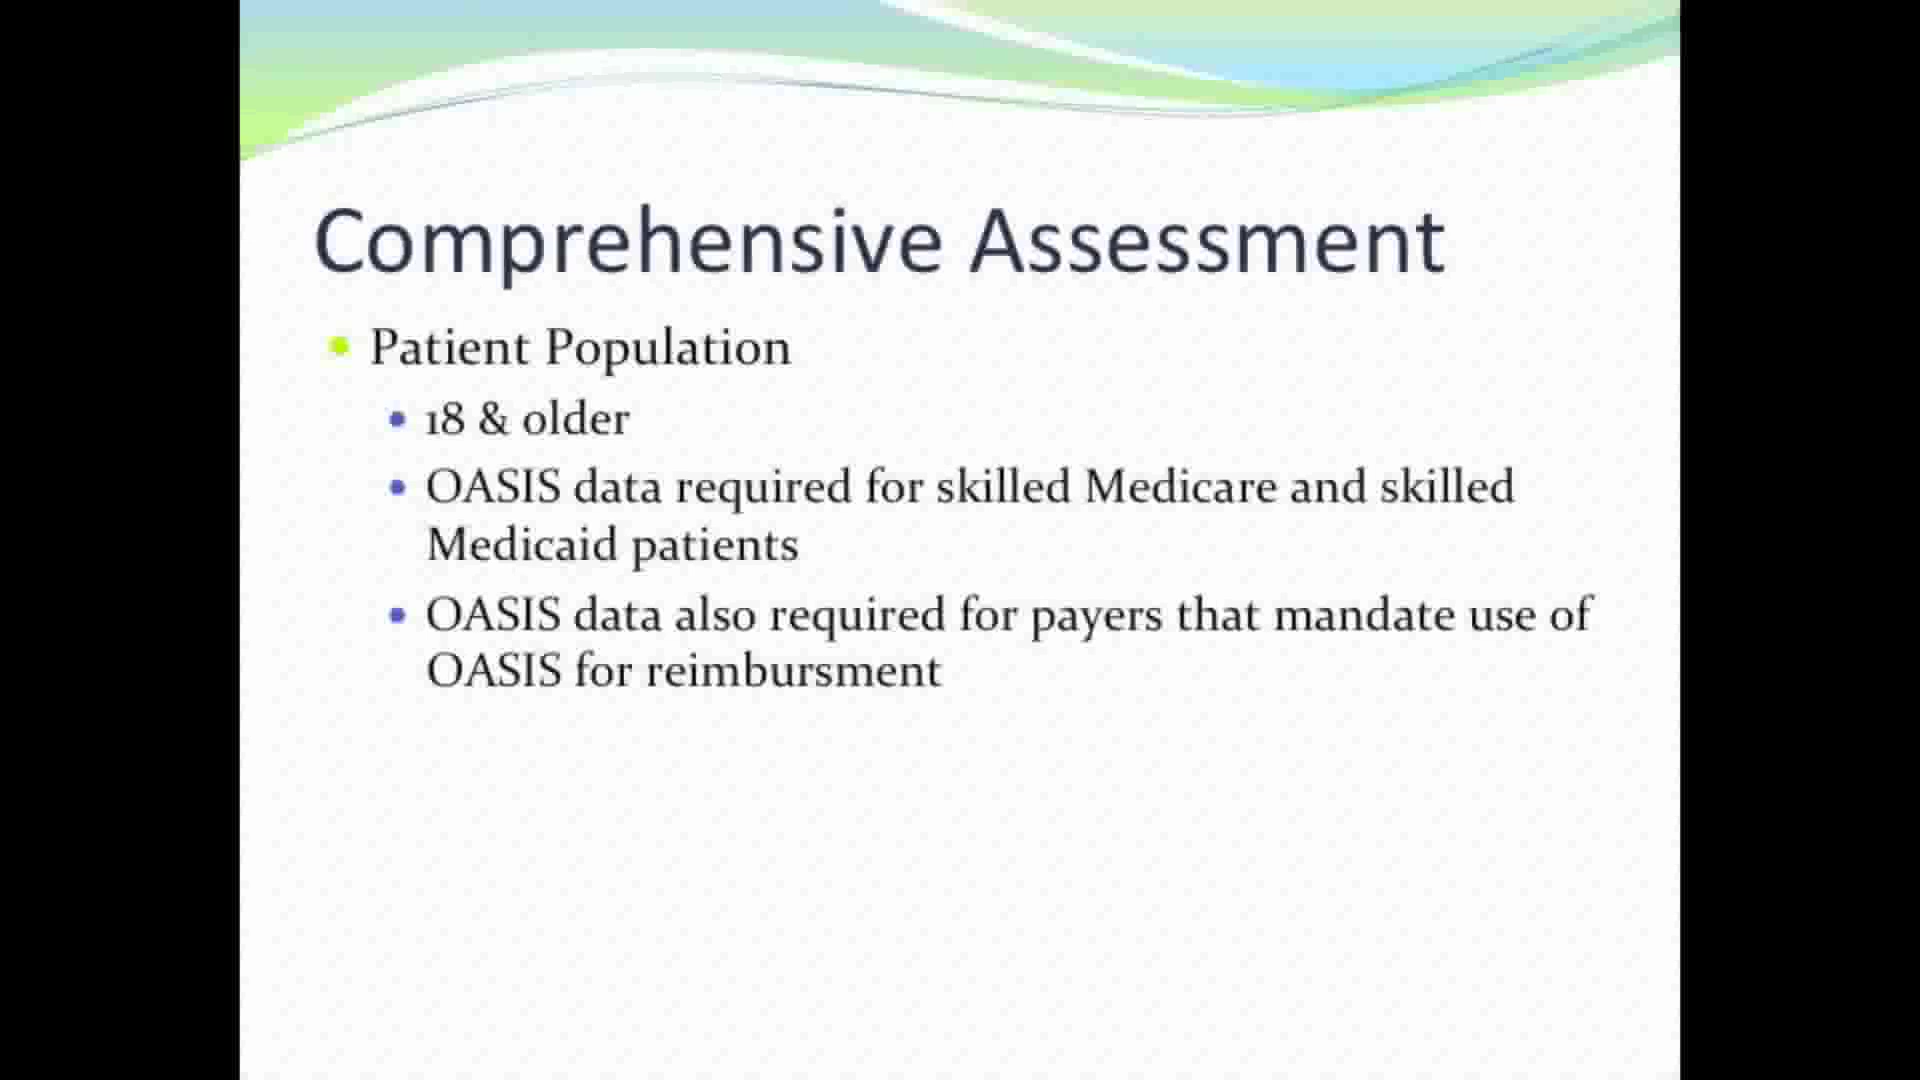 Comprehensive Assessment
Patient Population
18 & older
OASIS data required for skilled Medicare and skilled
Medicaid patients
OASIS data also required for payers that mandate use of
OASIS for reimbursment